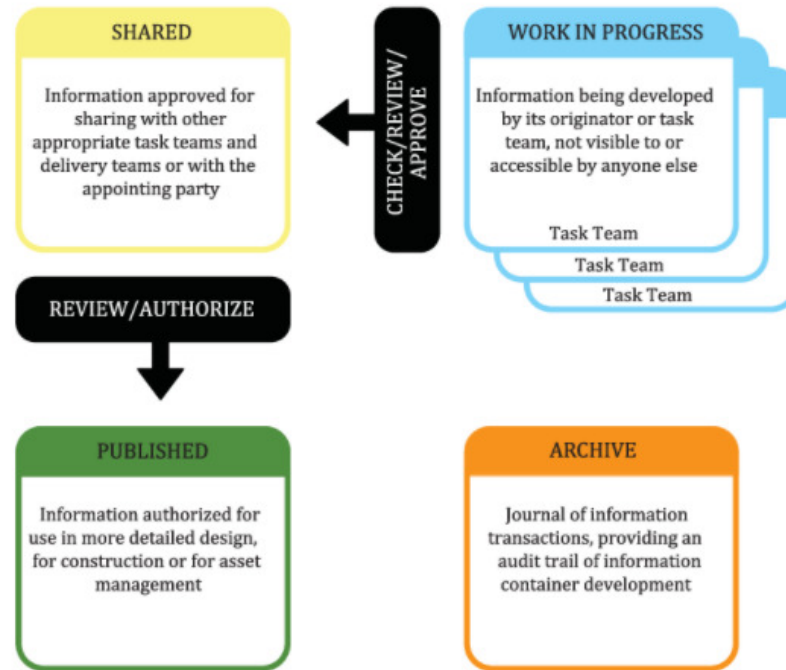 SHARED
Information approved for
sharing with other
appropriate task teams and
delivery teams or with the
appointing party
CHECK/REVIEW/
APPROVE
WORK IN PROGRESS
Information being developed
by its originator or task
team, not visible to or
accessible by anyone else
Task Team
Task Team
Task Team
REVIEW/AUTHORIZE
PUBLISHED
Information authorized for
use in more detailed design,
for construction or for asset
management
ARCHIVE
Journal of information
transactions, providing an
audit trail of information
container development